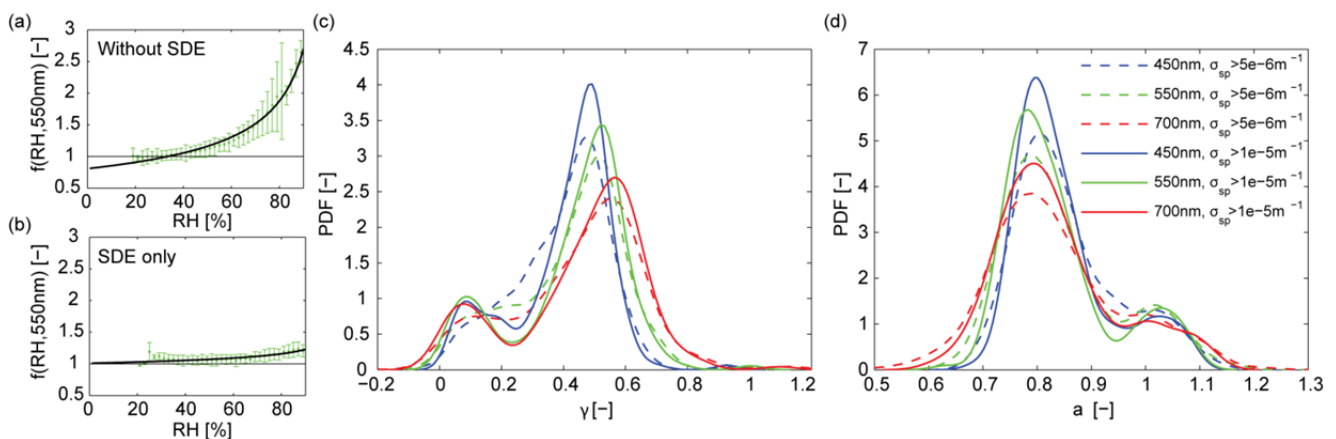 (a)
3
2.5
2
1.5
1
0.5
Without SDE
f(RH,550nm) [−]
0 20 40 60 80
RH [%]
(b)
3
2.5
2
1.5
1
0.5
SDE only
f(RH,550nm) [−]
0 20 40 60 80
RH [%]
(c)
4.5
4
3.5
3
2.5
2
1.5
1
0.5
0
PDF [−]
−0.2 0 0.2 0.4 0.6 0.8 1 1.2
γ [−]
(d)
7
6
5
4
3
2
1
0
PDF [−]
450nm, σsp>5e−6m⁻¹
550nm, σsp>5e−6m⁻¹
700nm, σsp>5e−6m⁻¹
450nm, σsp>1e−5m⁻¹
550nm, σsp>1e−5m⁻¹
700nm, σsp>1e−5m⁻¹
0.5 0.6 0.7 0.8 0.9 1 1.1 1.2 1.3
a [−]